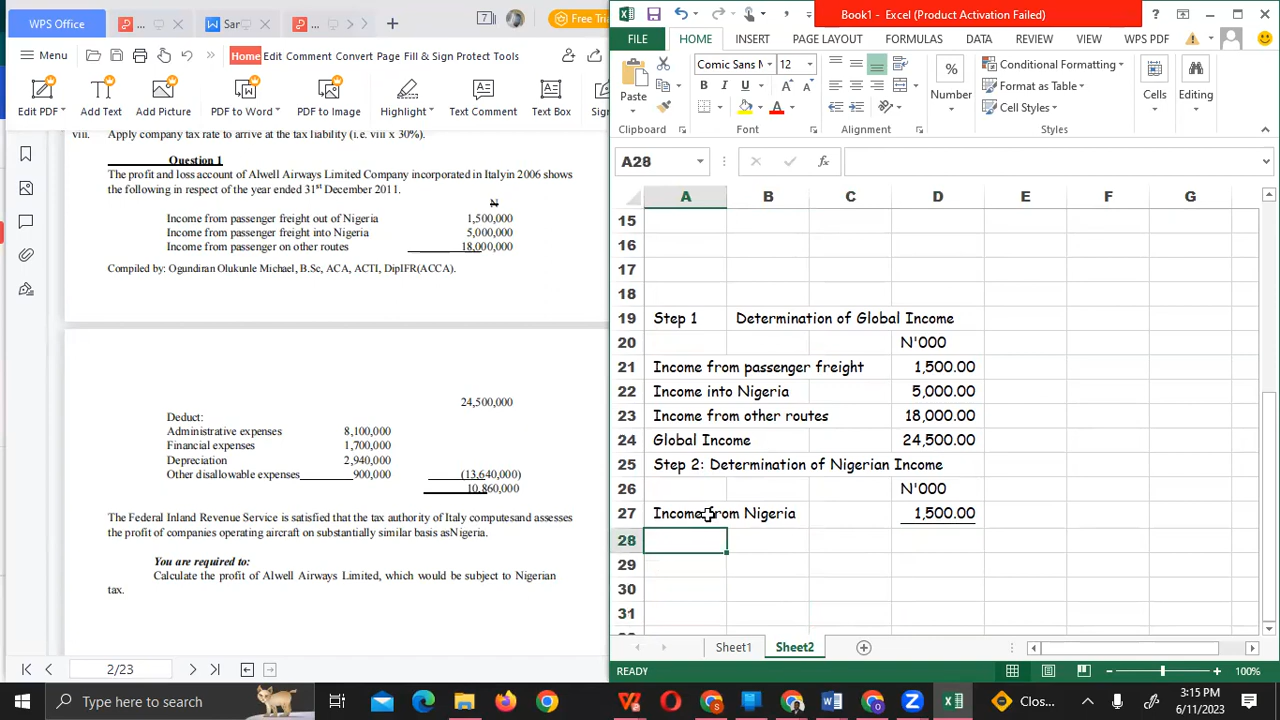 WPS Office
...
Sar
...
7
Free Tria
Menu
Home Edit Comment Convert Page Fill & Sign Protect Tools
Edit PDF
Add Text
Add Picture
PDF to Word
PDF to Image
Highlight
Text Comment
Text Box
Sign
viii. Apply company tax rate to arrive at the tax liability (i.e. viii x 30%).
Question 1
The profit and loss account of Alwell Airways Limited Company incorporated in Italyin 2006 shows
the following in respect of the year ended 31st December 2011.
N
Income from passenger freight out of Nigeria 1,500,000
Income from passenger freight into Nigeria 5,000,000
Income from passenger on other routes 18,000,000
Compiled by: Ogundiran Olukunle Michael, B.Sc, ACA, ACTI, DipIFR(ACCA).
24,500,000
Deduct:
Administrative expenses 8,100,000
Financial expenses 1,700,000
Depreciation 2,940,000
Other disallowable expenses 900,000 (13,640,000)
10,860,000
The Federal Inland Revenue Service is satisfied that the tax authority of Italy computesand assesses
the profit of companies operating aircraft on substantially similar basis asNigeria.
You are required to:
Calculate the profit of Alwell Airways Limited, which would be subject to Nigerian
tax.
2/23
Book1 - Excel (Product Activation Failed)
FILE HOME INSERT PAGE LAYOUT FORMULAS DATA REVIEW VIEW WPS PDF
Paste
Clipboard
Comic Sans M 12
B I U
Font
Alignment
%
Number
Conditional Formatting
Format as Table
Cell Styles
Styles
Cells
Editing
A28
fx
A B C D E F G
15
16
17
18
19 Step 1 Determination of Global Income
20 N'000
21 Income from passenger freight 1,500.00
22 Income into Nigeria 5,000.00
23 Income from other routes 18,000.00
24 Global Income 24,500.00
25 Step 2: Determination of Nigerian Income
26 N'000
27 Income from Nigeria 1,500.00
28
29
30
31
Sheet1 Sheet2
READY
100%
Type here to search
Clos...
3:15 PM
6/11/2023